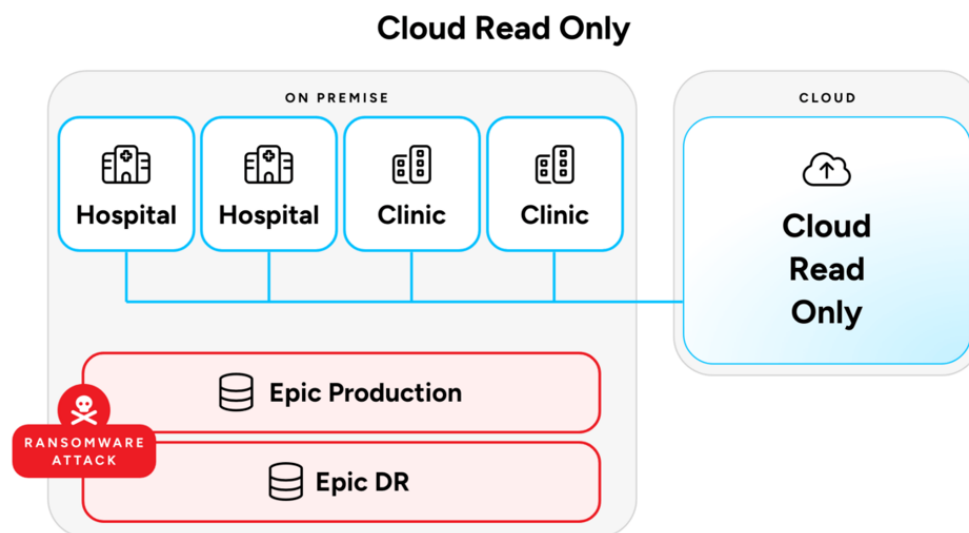 Cloud Read Only
ON PREMISE
Hospital
Hospital
Clinic
Clinic
CLOUD
Cloud
Read
Only
Epic Production
RANSOMWARE
ATTACK
Epic DR